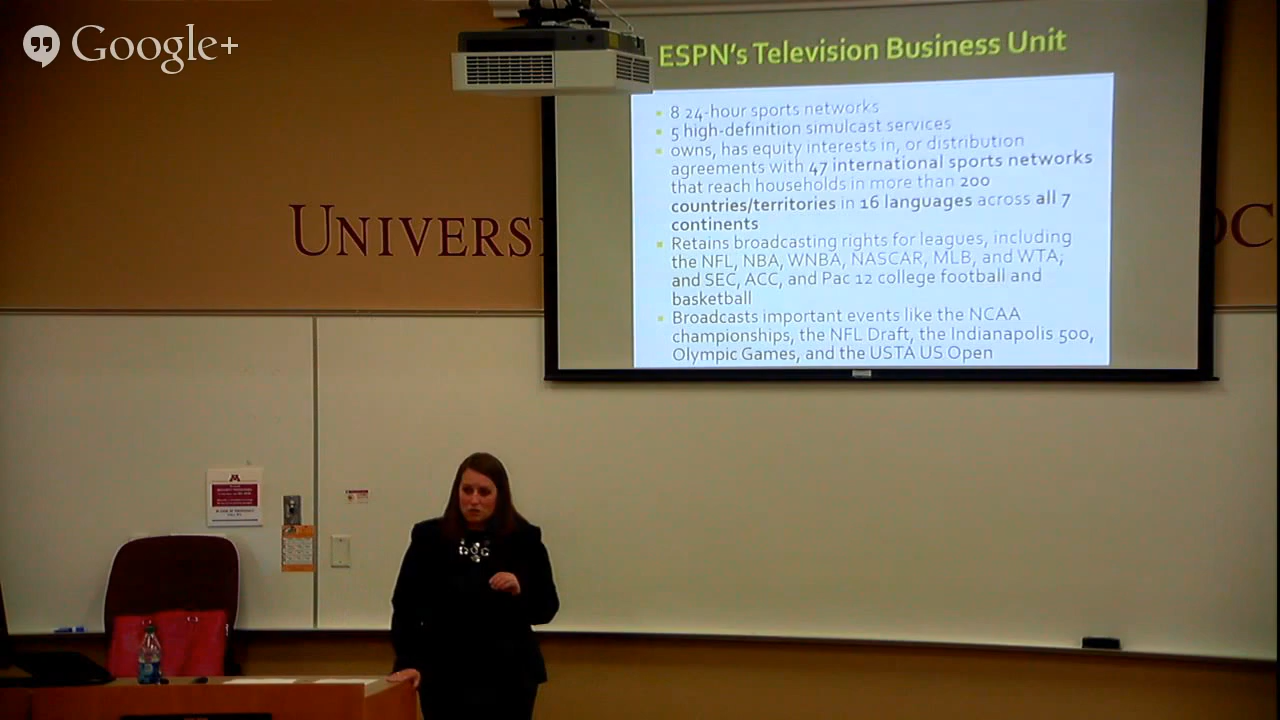 Google+
ESPN's Television Business Unit
8 24-hour sports networks
5 high-definition simulcast services
owns, has equity interests in, or distribution
agreements with 47 international sports networks
that reach households in more than 200
countries/territories in 16 languages across all 7
continents
Retains broadcasting rights for leagues, including
the NFL, NBA, WNBA, NASCAR, MLB, and WTA;
and SEC, ACC, and Pac 12 college football and
basketball
Broadcasts important events like the NCAA
championships, the NFL Draft, the Indianapolis 500,
Olympic Games, and the USTA US Open
UNIVERSI
OC
M